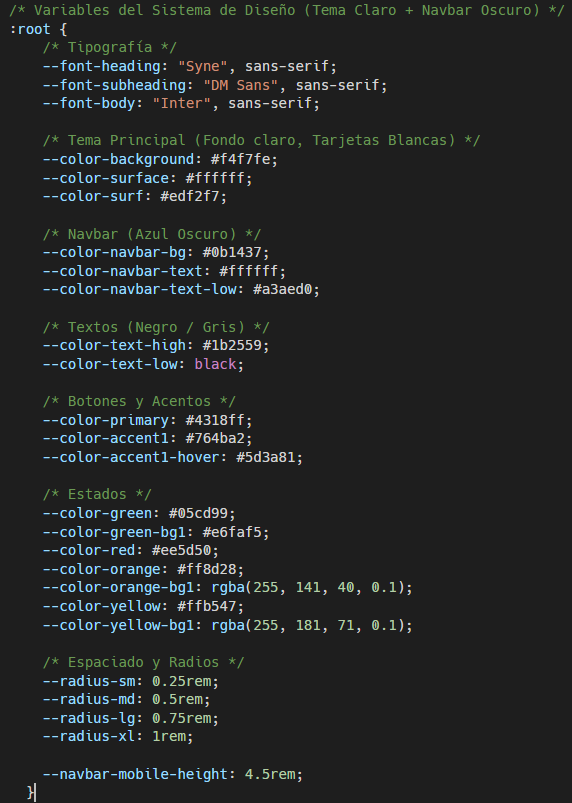 /* Variables del Sistema de Diseño (Tema Claro + Navbar Oscuro) */
:root {
/* Tipografía */
--font-heading: "Syne", sans-serif;
--font-subheading: "DM Sans", sans-serif;
--font-body: "Inter", sans-serif;
/* Tema Principal (Fondo claro, Tarjetas Blancas) */
--color-background: #f4f7fe;
--color-surface: #ffffff;
--color-surf: #edf2f7;
/* Navbar (Azul Oscuro) */
--color-navbar-bg: #0b1437;
--color-navbar-text: #ffffff;
--color-navbar-text-low: #a3aed0;
/* Textos (Negro / Gris) */
--color-text-high: #1b2559;
--color-text-low: black;
/* Botones y Acentos */
--color-primary: #4318ff;
--color-accent1: #764ba2;
--color-accent1-hover: #5d3a81;
/* Estados */
--color-green: #05cd99;
--color-green-bg1: #e6faf5;
--color-red: #ee5d50;
--color-orange: #ff8d28;
--color-orange-bg1: rgba(255, 141, 40, 0.1);
--color-yellow: #ffb547;
--color-yellow-bg1: rgba(255, 181, 71, 0.1);
/* Espaciado y Radios */
--radius-sm: 0.25rem;
--radius-md: 0.5rem;
--radius-lg: 0.75rem;
--radius-xl: 1rem;
--navbar-mobile-height: 4.5rem;
}